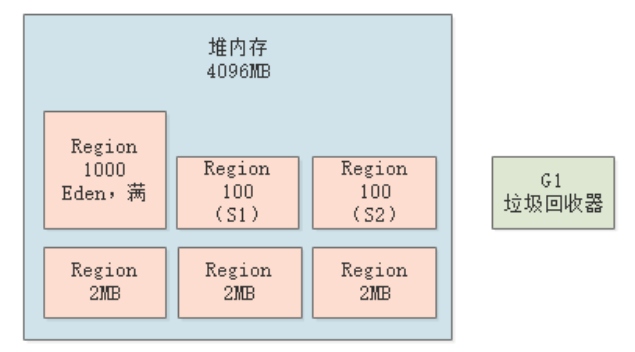 堆内存
4096MB
Region
1000
Eden，满
Region
100
（S1）
Region
100
（S2）
Region
2MB
Region
2MB
Region
2MB
G1
垃圾回收器